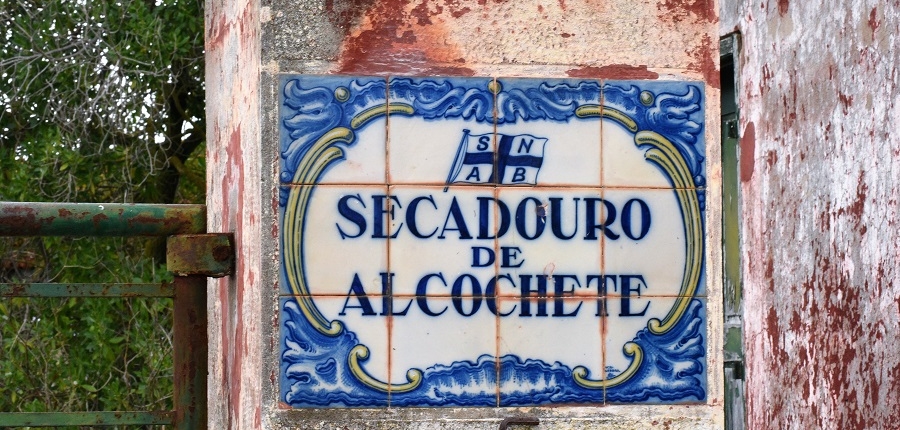 S N
A B
SECADOURO
DE
ALCOCHETE